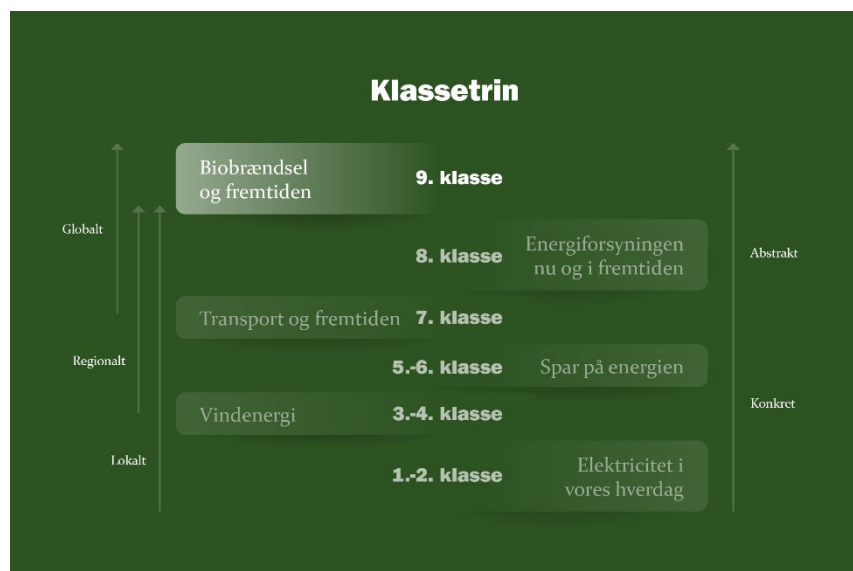 Klassetrin
Biobrændsel
og fremtiden
9. klasse
Globalt
8. klasse
Energiforsyningen
nu og i fremtiden
Abstrakt
Transport og fremtiden
7. klasse
Regionalt
5.-6. klasse
Spar på energien
Vindenergi
3.-4. klasse
Konkret
Lokalt
1.-2. klasse
Elektricitet i
vores hverdag